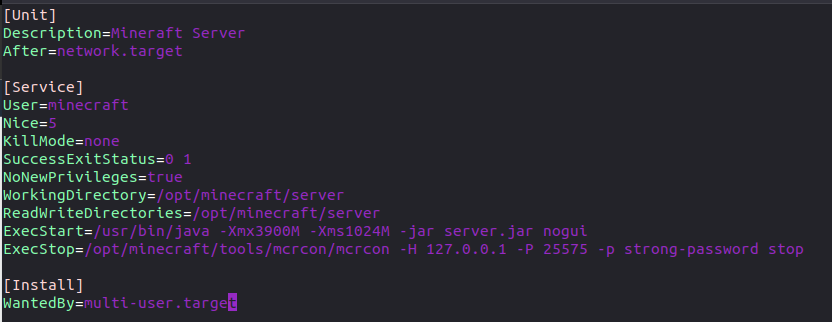 [Unit]
Description=Mineraft Server
After=network.target
[Service]
User=minecraft
Nice=5
KillMode=none
SuccessExitStatus=0 1
NoNewPrivileges=true
WorkingDirectory=/opt/minecraft/server
ReadWriteDirectories=/opt/minecraft/server
ExecStart=/usr/bin/java -Xmx3900M -Xms1024M -jar server.jar nogui
ExecStop=/opt/minecraft/tools/mcrcon/mcrcon -H 127.0.0.1 -P 25575 -p strong-password stop
[Install]
WantedBy=multi-user.target